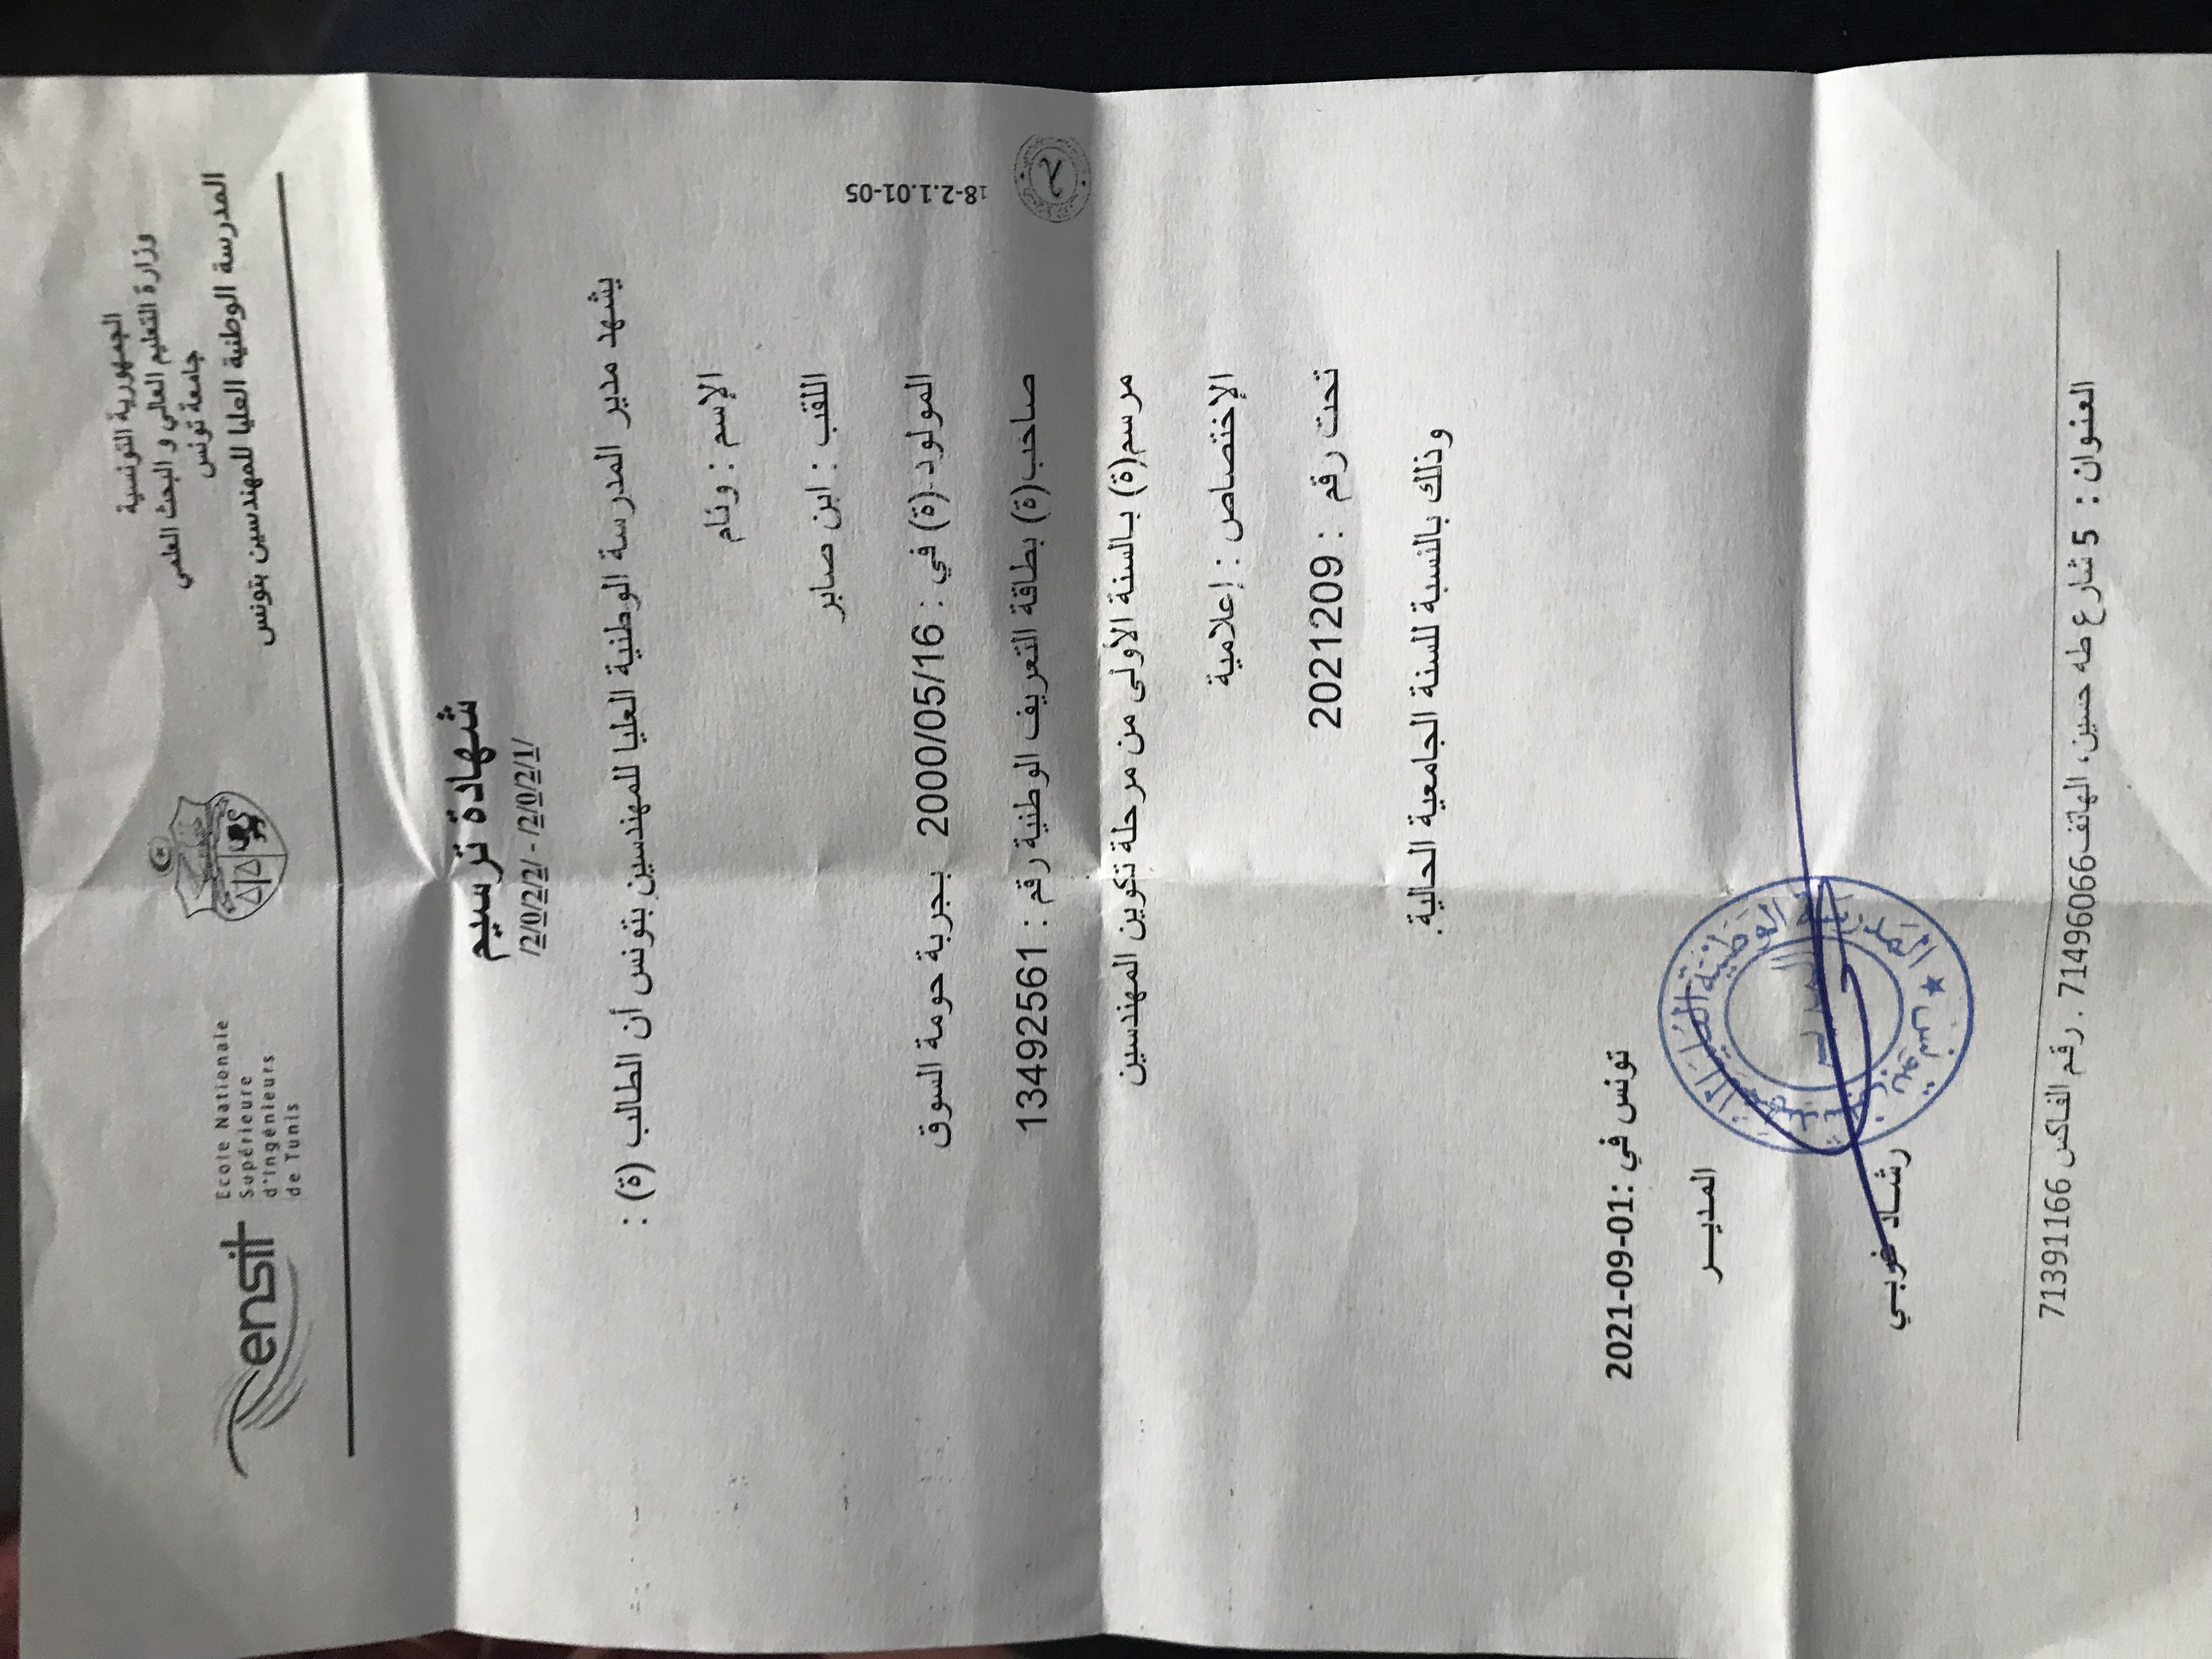 الجمهورية التونسية
وزارة التعليم العالي و البحث العلمي
جامعة تونس
المدرسة الوطنية العليا للمهندسين بتونس
ensit
Ecole Nationale
Supérieure
d'Ingénieurs
de Tunis
شهادة ترسيم
/2/0/2/2/ - /2/0/2/1/
يشهد مدير المدرسة الوطنية العليا للمهندسين بتونس أن الطالب (ة) :
الإسم : وئام
اللقب : ابن صابر
المولود (ة) في : 2000/05/16 بجربة حومة السوق
صاحب(ة) بطاقة التعريف الوطنية رقم : 13492561
مرسم(ة) بالسنة الأولى من مرحلة تكوين المهندسين
الإختصاص : إعلامية
تحت رقم : 2021209
وذلك بالنسبة للسنة الجامعية الحالية.
18-2.1.01-05
تونس في :01-09-2021
المديـــر
المدرسة الوطنية العليا للمهندسين بتونس
المدير
رشـاد غربـي
العنوان : 5 شارع طه حسين، الهاتف71496066 . رقم الفاكس 71391166